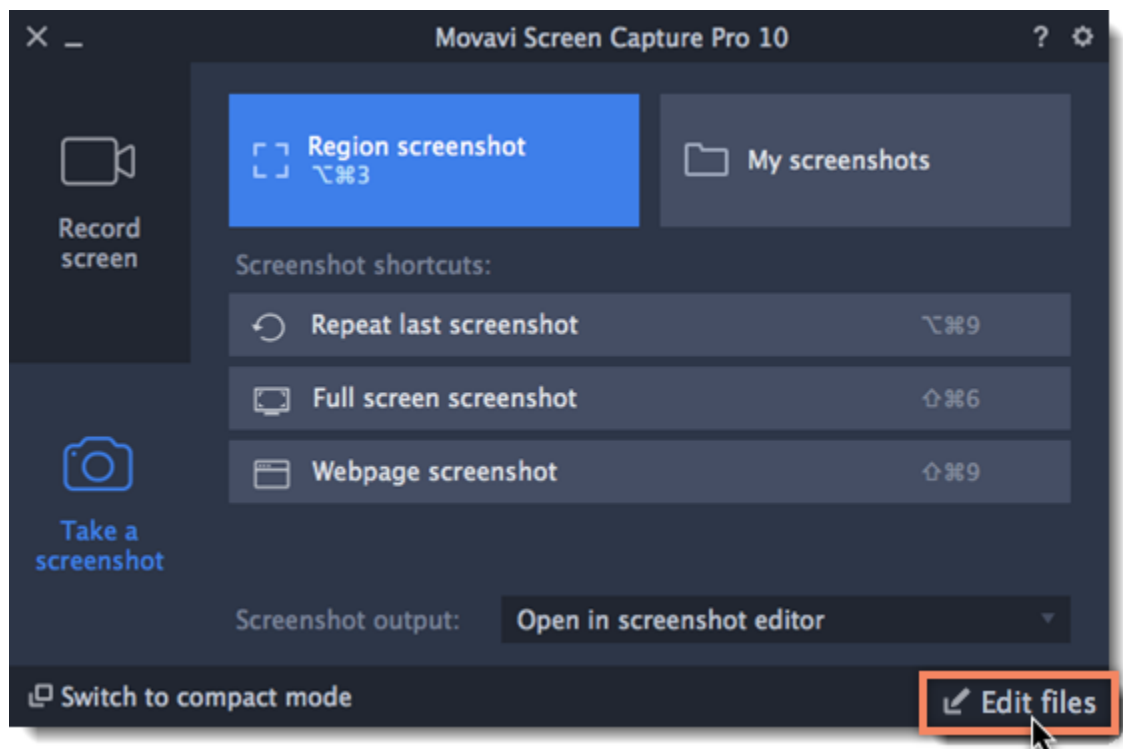 Movavi Screen Capture Pro 10
?
Record
screen
Region screenshot
⌥⌘3
My screenshots
Screenshot shortcuts:
Repeat last screenshot ⌥⌘9
Full screen screenshot ⇧⌘6
Webpage screenshot ⇧⌘9
Take a
screenshot
Screenshot output: Open in screenshot editor
Switch to compact mode
Edit files